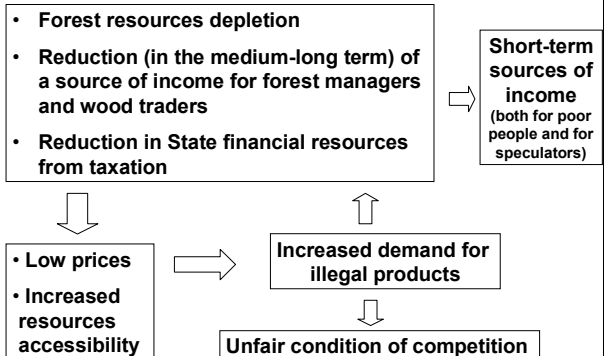 • Forest resources depletion
• Reduction (in the medium-long term) of
a source of income for forest managers
and wood traders
• Reduction in State financial resources
from taxation
Short-term
sources of
income
(both for poor
people and for
speculators)
• Low prices
• Increased
resources
accessibility
Increased demand for
illegal products
Unfair condition of competition